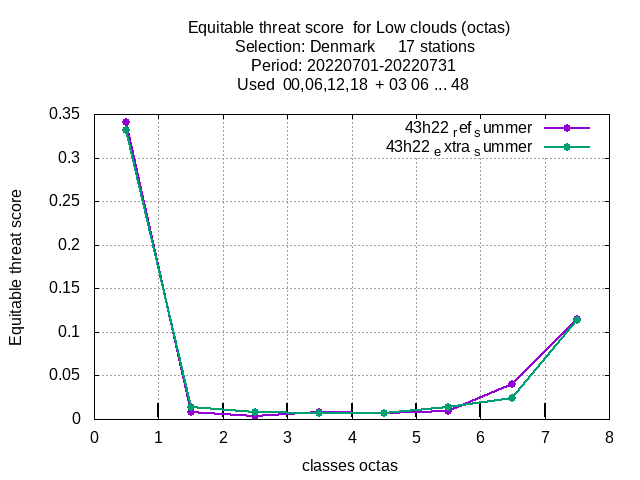 Equitable threat score for Low clouds (octas)
Selection: Denmark 17 stations
Period: 20220701-20220731
Used 00,06,12,18 + 03 06 ... 48
43h22 ref summer
43h22 extra summer
Equitable threat score
0.35
0.3
0.25
0.2
0.15
0.1
0.05
0
0 1 2 3 4 5 6 7 8
classes octas